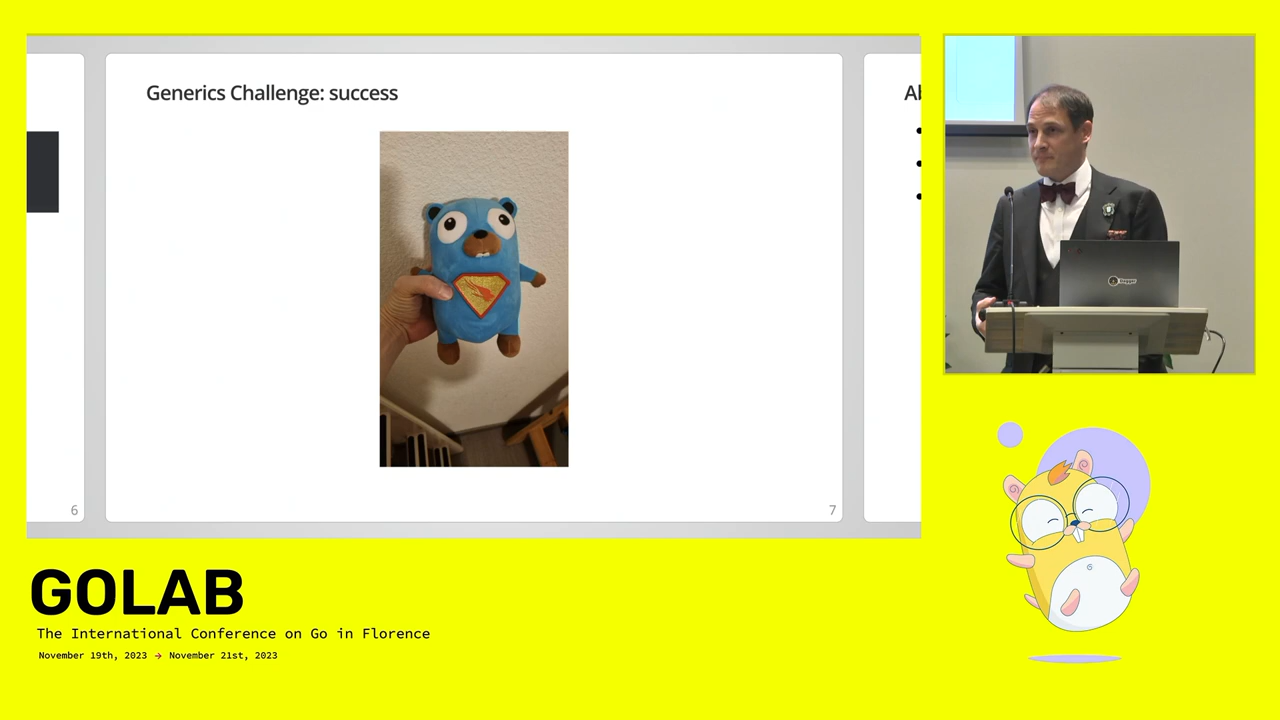 Generics Challenge: success
6
7
GOLAB
The International Conference on Go in Florence
November 19th, 2023 → November 21st, 2023